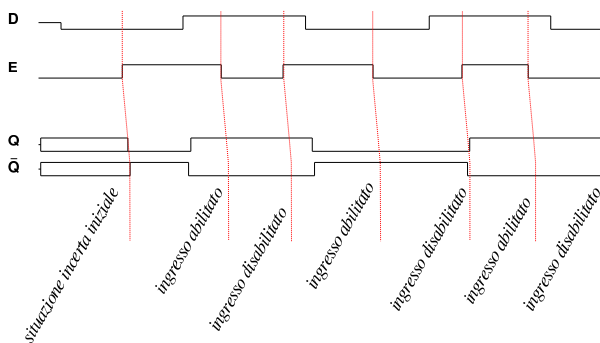 D
E
Q
Q̄
situazione incerta iniziale
ingresso abilitato
ingresso disabilitato
ingresso abilitato
ingresso disabilitato
ingresso abilitato
ingresso disabilitato